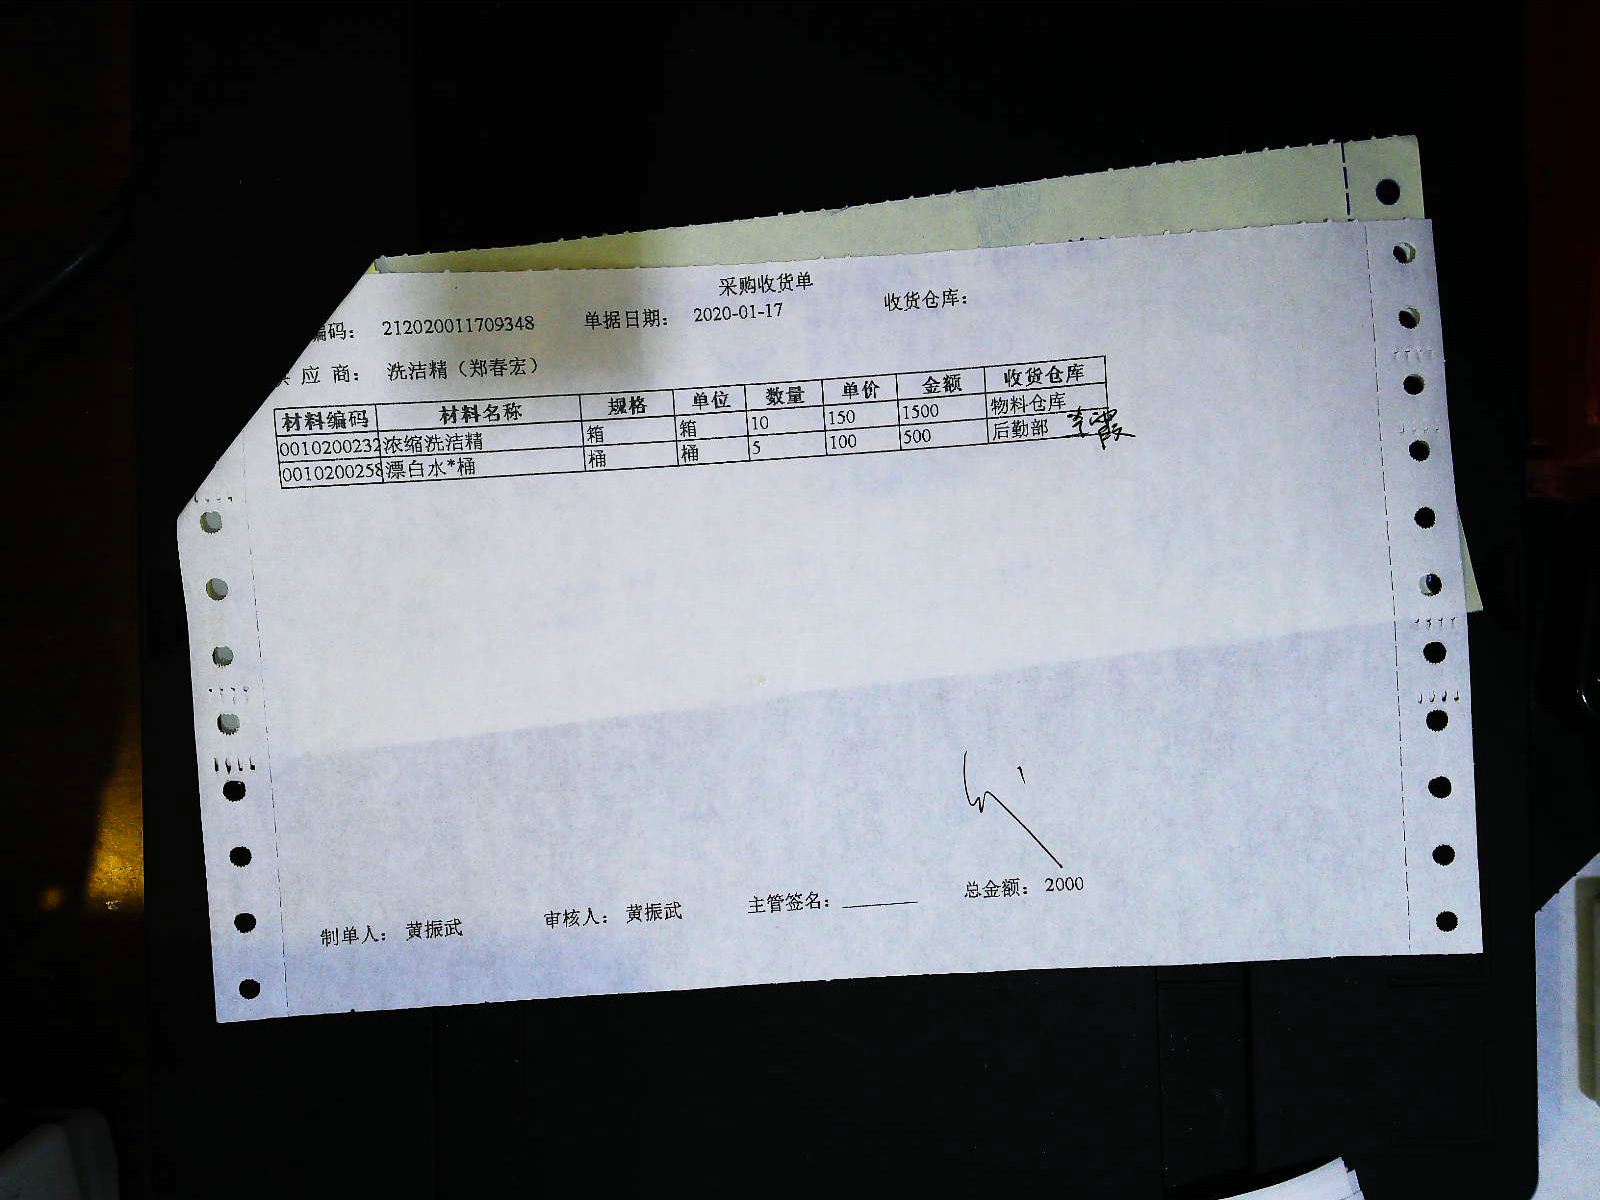 采购收货单
编码： 212020011709348 单据日期： 2020-01-17 收货仓库：
应 商： 洗洁精（郑春宏）
材料编码 材料名称 规格 单位 数量 单价 金额 收货仓库
0010200232 浓缩洗洁精 箱 箱 10 150 1500 物料仓库
0010200258 漂白水*桶 桶 桶 5 100 500 后勤部
制单人： 黄振武 审核人： 黄振武 主管签名： 总金额： 2000